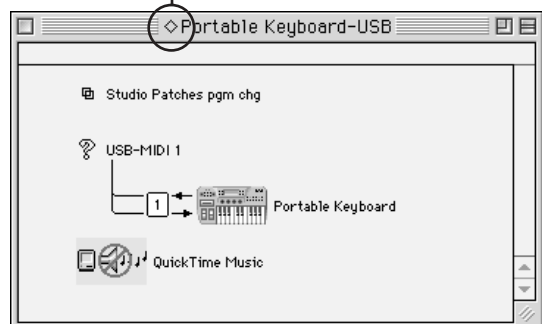 ◇Portable Keyboard-USB
Studio Patches pgm chg
USB-MIDI 1
1
Portable Keyboard
QuickTime Music